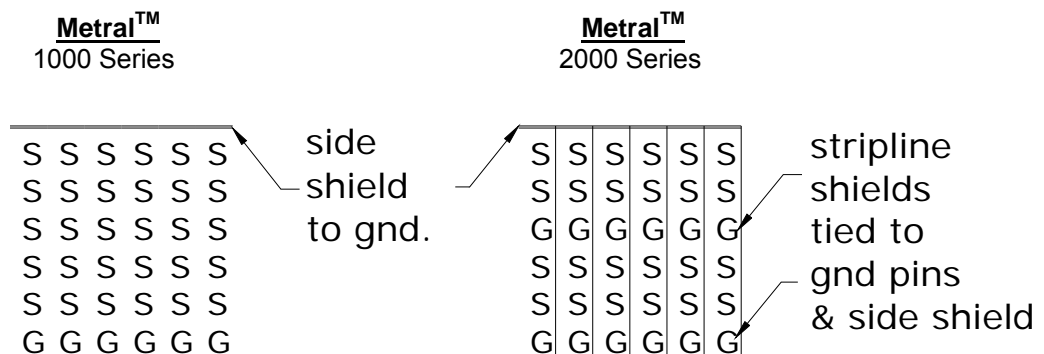 Metral™
1000 Series
Metral™
2000 Series
side
shield
to gnd.
stripline
shields
tied to
gnd pins
& side shield
S S S S S S
S S S S S S
S S S S S S
S S S S S S
S S S S S S
G G G G G G
S S S S S S
S S S S S S
G G G G G G
S S S S S S
S S S S S S
G G G G G G